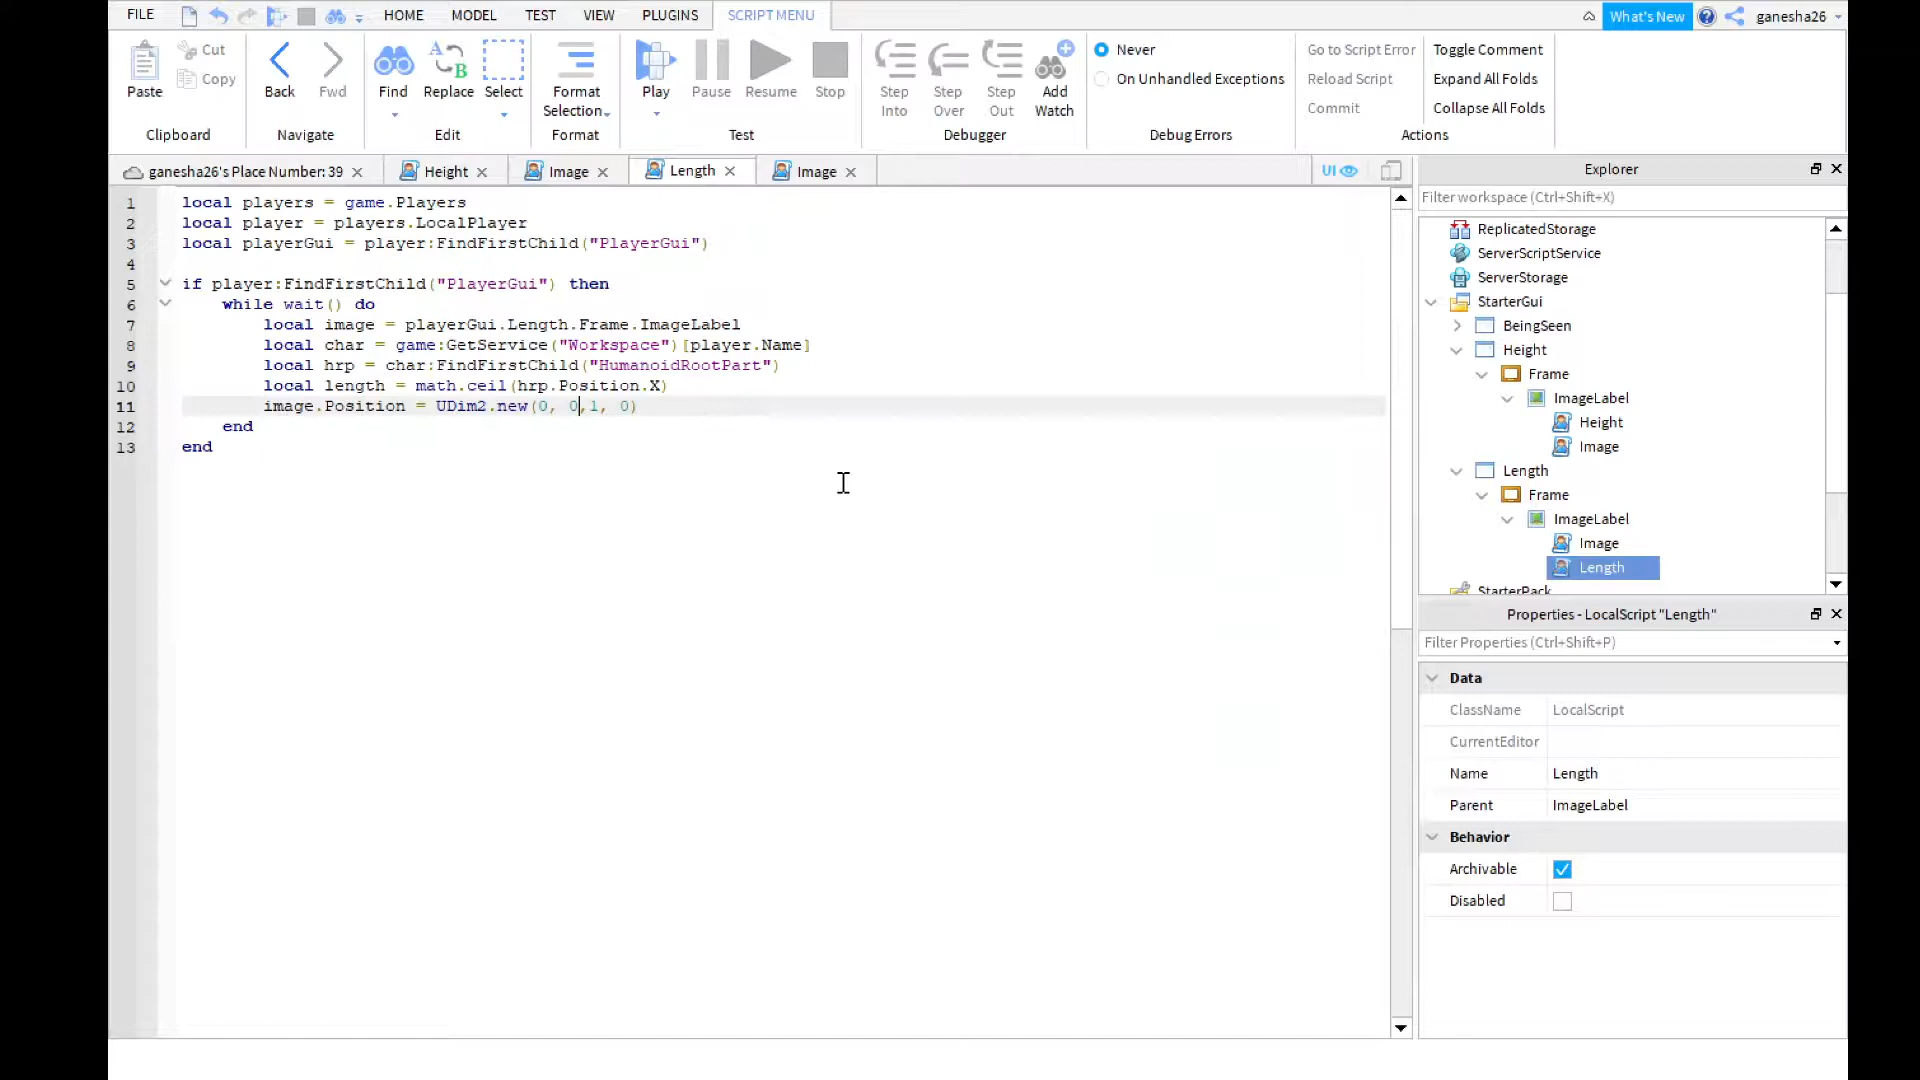 FILE HOME MODEL TEST VIEW PLUGINS SCRIPT MENU What's New ganesha26
Paste Cut Copy Back Fwd Find Replace Select Format Selection Play Pause Resume Stop Step Into Step Over Step Out Add Watch Never On Unhandled Exceptions Go to Script Error Reload Script Commit Toggle Comment Expand All Folds Collapse All Folds
Clipboard Navigate Edit Format Test Debugger Debug Errors Actions
ganesha26's Place Number: 39 Height Image Length Image UI
1 local players = game.Players
2 local player = players.LocalPlayer
3 local playerGui = player:FindFirstChild("PlayerGui")
4
5 if player:FindFirstChild("PlayerGui") then
6 while wait() do
7 local image = playerGui.Length.Frame.ImageLabel
8 local char = game:GetService("Workspace")[player.Name]
9 local hrp = char:FindFirstChild("HumanoidRootPart")
10 local length = math.ceil(hrp.Position.X)
11 image.Position = UDim2.new(0, 0,1, 0)
12 end
13 end
Explorer
Filter workspace (Ctrl+Shift+X)
ReplicatedStorage
ServerScriptService
ServerStorage
StarterGui
BeingSeen
Height
Frame
ImageLabel
Height
Image
Length
Frame
ImageLabel
Image
Length
StarterPack
Properties - LocalScript "Length"
Filter Properties (Ctrl+Shift+P)
Data
ClassName LocalScript
CurrentEditor
Name Length
Parent ImageLabel
Behavior
Archivable
Disabled